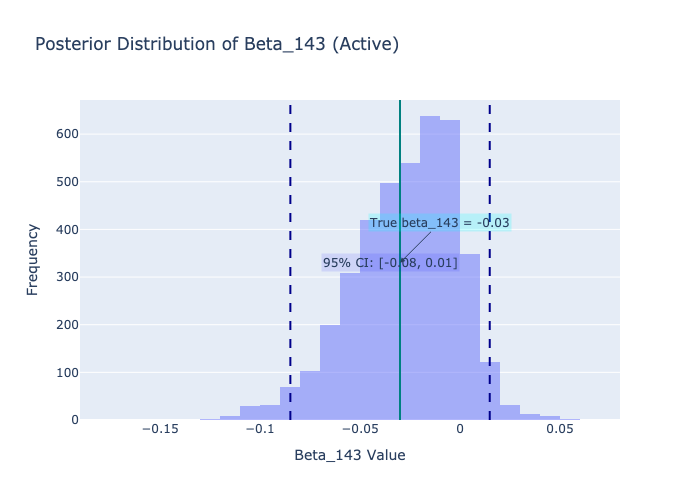 Posterior Distribution of Beta_143 (Active)
600
500
400
300
200
100
0
Frequency
True beta_143 = -0.03
95% CI: [-0.08, 0.01]
−0.15
−0.1
−0.05
0
0.05
Beta_143 Value